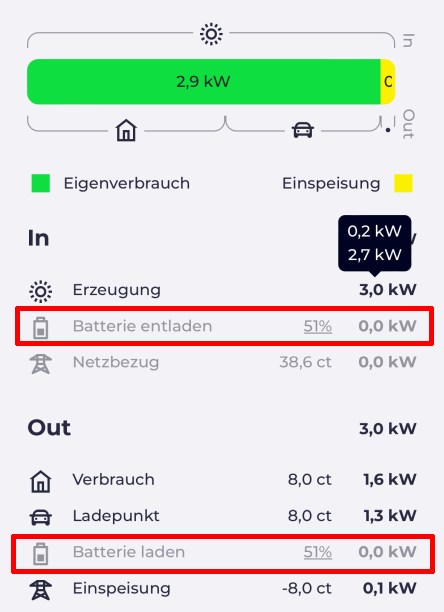 In
2,9 kW
Out
Eigenverbrauch Einspeisung
In
0,2 kW
2,7 kW
Erzeugung 3,0 kW
Batterie entladen 51% 0,0 kW
Netzbezug 38,6 ct 0,0 kW
Out 3,0 kW
Verbrauch 8,0 ct 1,6 kW
Ladepunkt 8,0 ct 1,3 kW
Batterie laden 51% 0,0 kW
Einspeisung -8,0 ct 0,1 kW